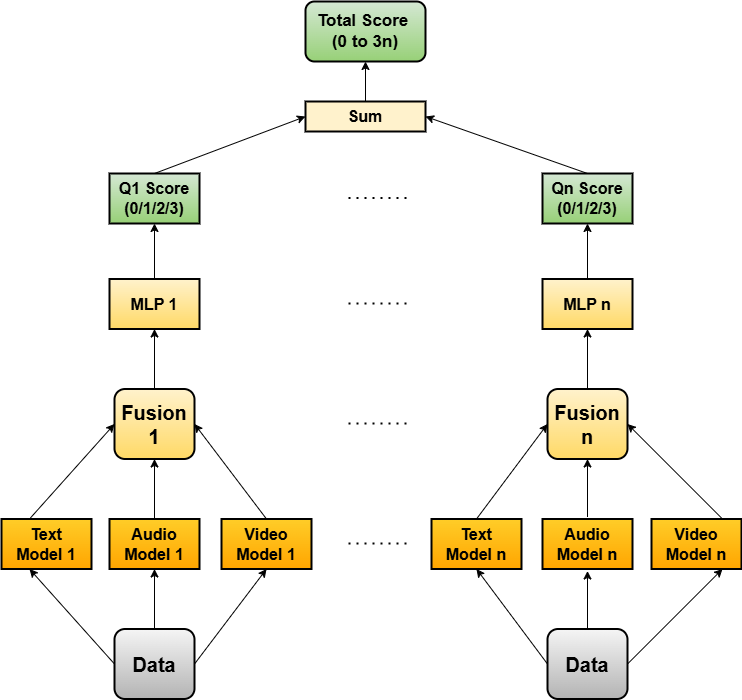 Total Score
(0 to 3n)
Sum
Q1 Score
(0/1/2/3)
........
Qn Score
(0/1/2/3)
MLP 1
........
MLP n
Fusion
1
........
Fusion
n
Text
Model 1
Audio
Model 1
Video
Model 1
........
Text
Model n
Audio
Model n
Video
Model n
Data
Data